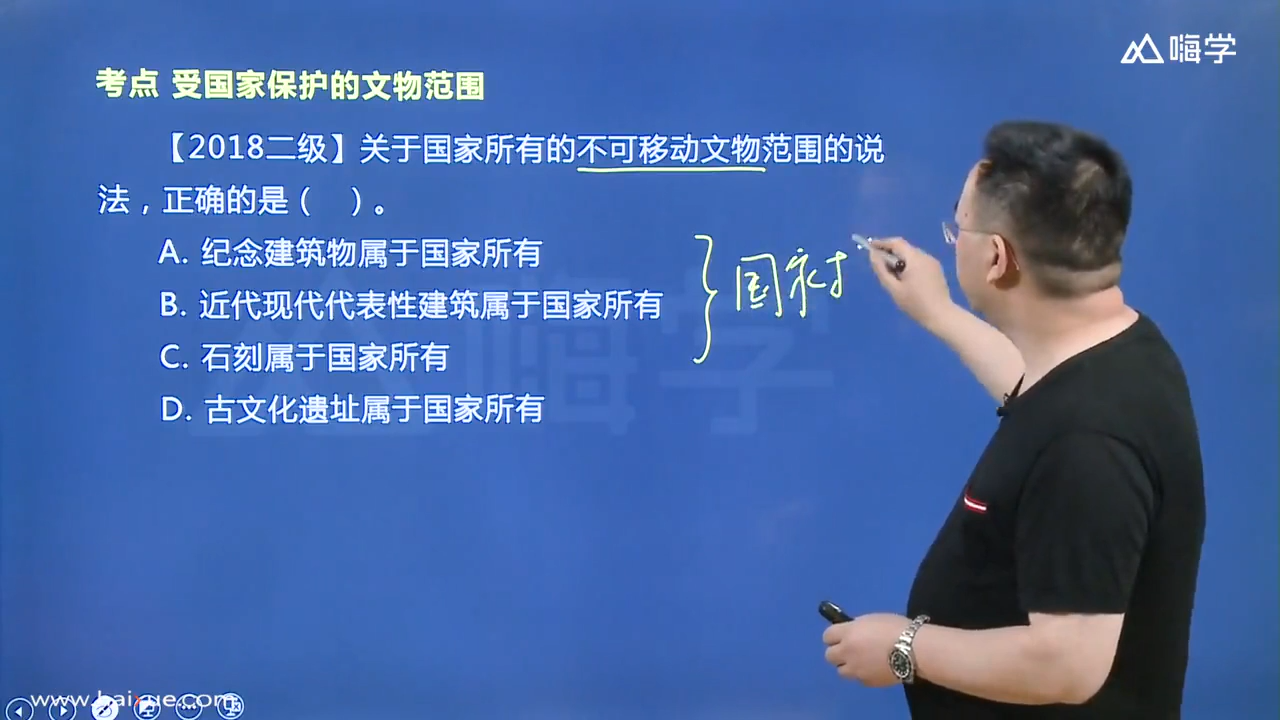 嗨学
考点 受国家保护的文物范围
【2018二级】关于国家所有的不可移动文物范围的说
法，正确的是（ ）。
A. 纪念建筑物属于国家所有
B. 近代现代代表性建筑属于国家所有
C. 石刻属于国家所有
D. 古文化遗址属于国家所有
国家
www.haixue.com